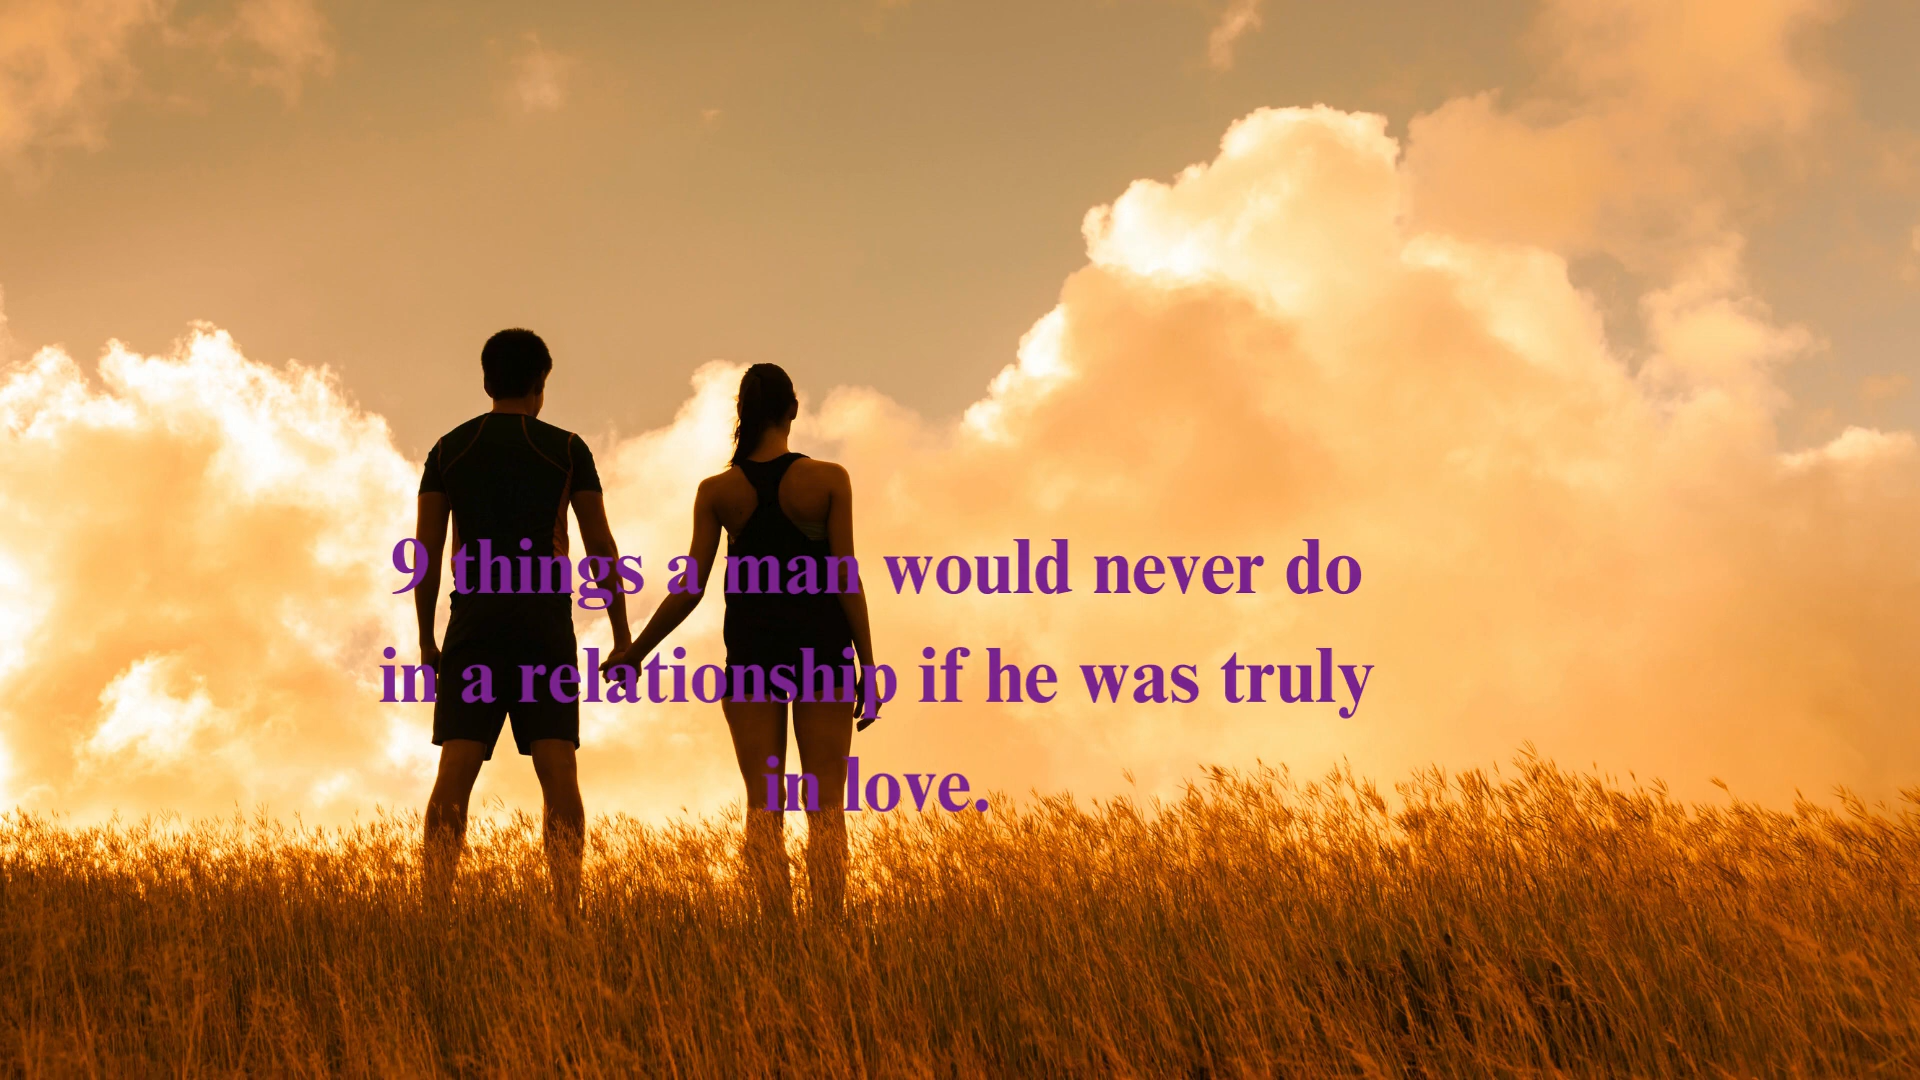 9 things a man would never do
in a relationship if he was truly
in love.